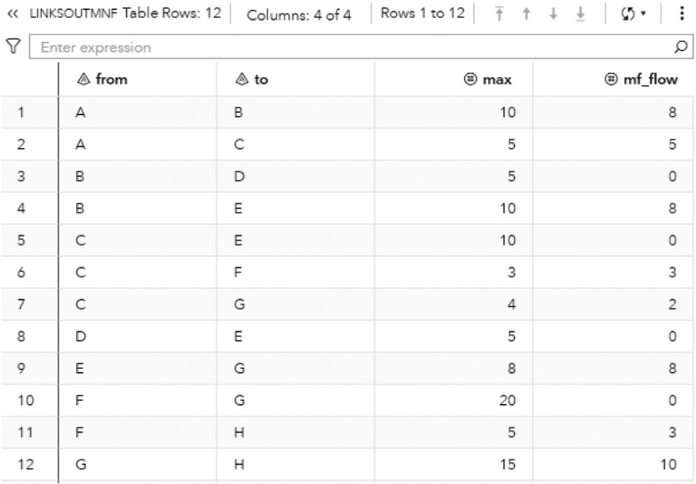 LINKSOUTMNF Table Rows: 12 Columns: 4 of 4 Rows 1 to 12
Enter expression
from to max mf_flow
1 A B 10 8
2 A C 5 5
3 B D 5 0
4 B E 10 8
5 C E 10 0
6 C F 3 3
7 C G 4 2
8 D E 5 0
9 E G 8 8
10 F G 20 0
11 F H 5 3
12 G H 15 10